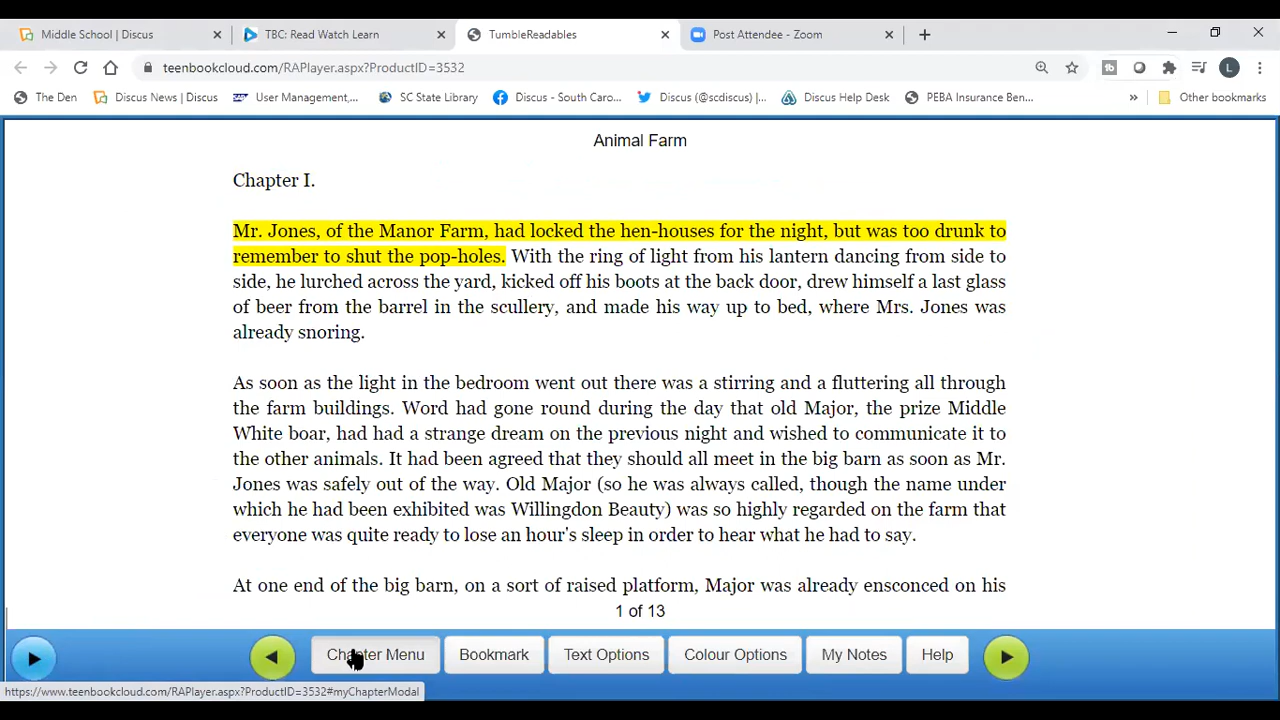 Middle School | Discus
TBC: Read Watch Learn
TumbleReadables
Post Attendee - Zoom
teenbookcloud.com/RAPlayer.aspx?ProductID=3532
L
The Den
Discus News | Discus
User Management,...
SC State Library
Discus - South Caro...
Discus (@scdiscus) |...
Discus Help Desk
PEBA Insurance Ben...
»
Other bookmarks
Animal Farm
Chapter I.
Mr. Jones, of the Manor Farm, had locked the hen-houses for the night, but was too drunk to
remember to shut the pop-holes. With the ring of light from his lantern dancing from side to
side, he lurched across the yard, kicked off his boots at the back door, drew himself a last glass
of beer from the barrel in the scullery, and made his way up to bed, where Mrs. Jones was
already snoring.
As soon as the light in the bedroom went out there was a stirring and a fluttering all through
the farm buildings. Word had gone round during the day that old Major, the prize Middle
White boar, had had a strange dream on the previous night and wished to communicate it to
the other animals. It had been agreed that they should all meet in the big barn as soon as Mr.
Jones was safely out of the way. Old Major (so he was always called, though the name under
which he had been exhibited was Willingdon Beauty) was so highly regarded on the farm that
everyone was quite ready to lose an hour's sleep in order to hear what he had to say.
At one end of the big barn, on a sort of raised platform, Major was already ensconced on his
1 of 13
Chapter Menu
Bookmark
Text Options
Colour Options
My Notes
Help
https://www.teenbookcloud.com/RAPlayer.aspx?ProductID=3532#myChapterModal